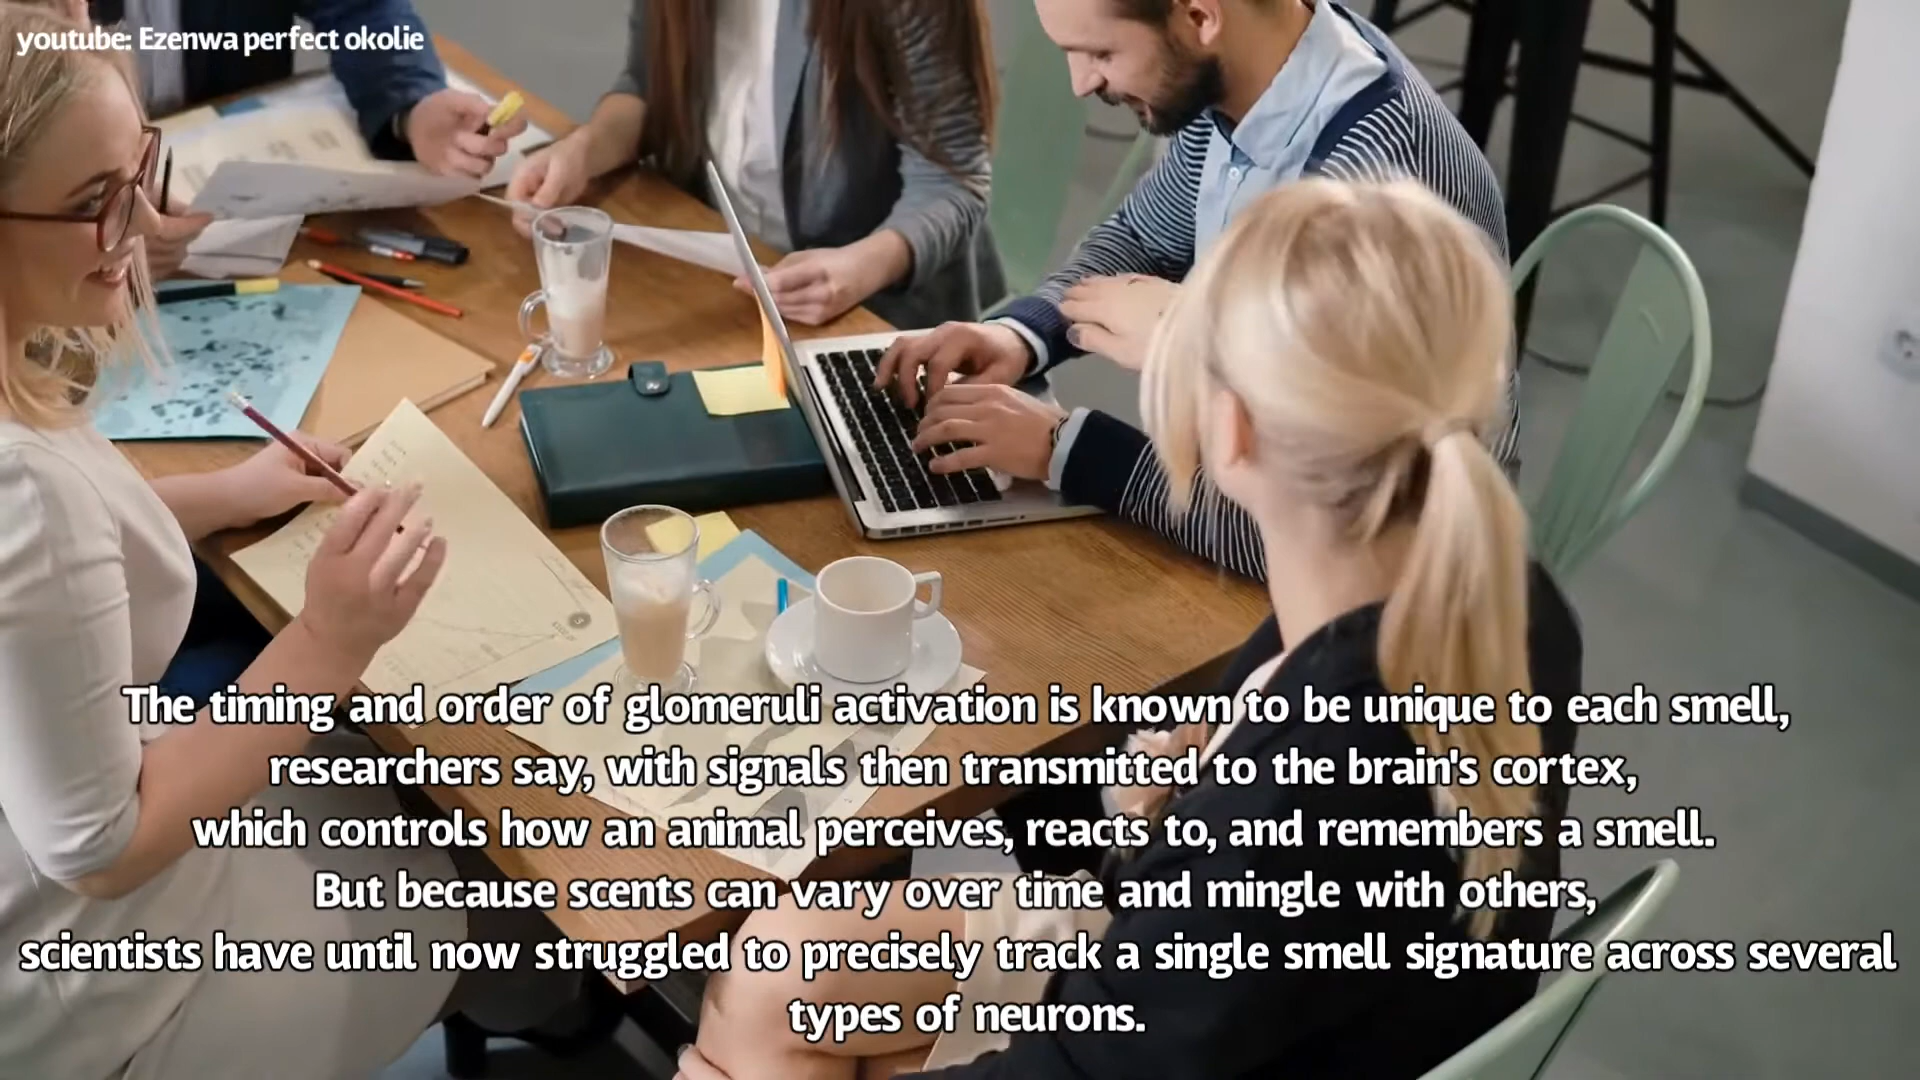 youtube: Ezenwa perfect okolie
The timing and order of glomeruli activation is known to be unique to each smell,
researchers say, with signals then transmitted to the brain's cortex,
which controls how an animal perceives, reacts to, and remembers a smell.
But because scents can vary over time and mingle with others,
scientists have until now struggled to precisely track a single smell signature across several
types of neurons.